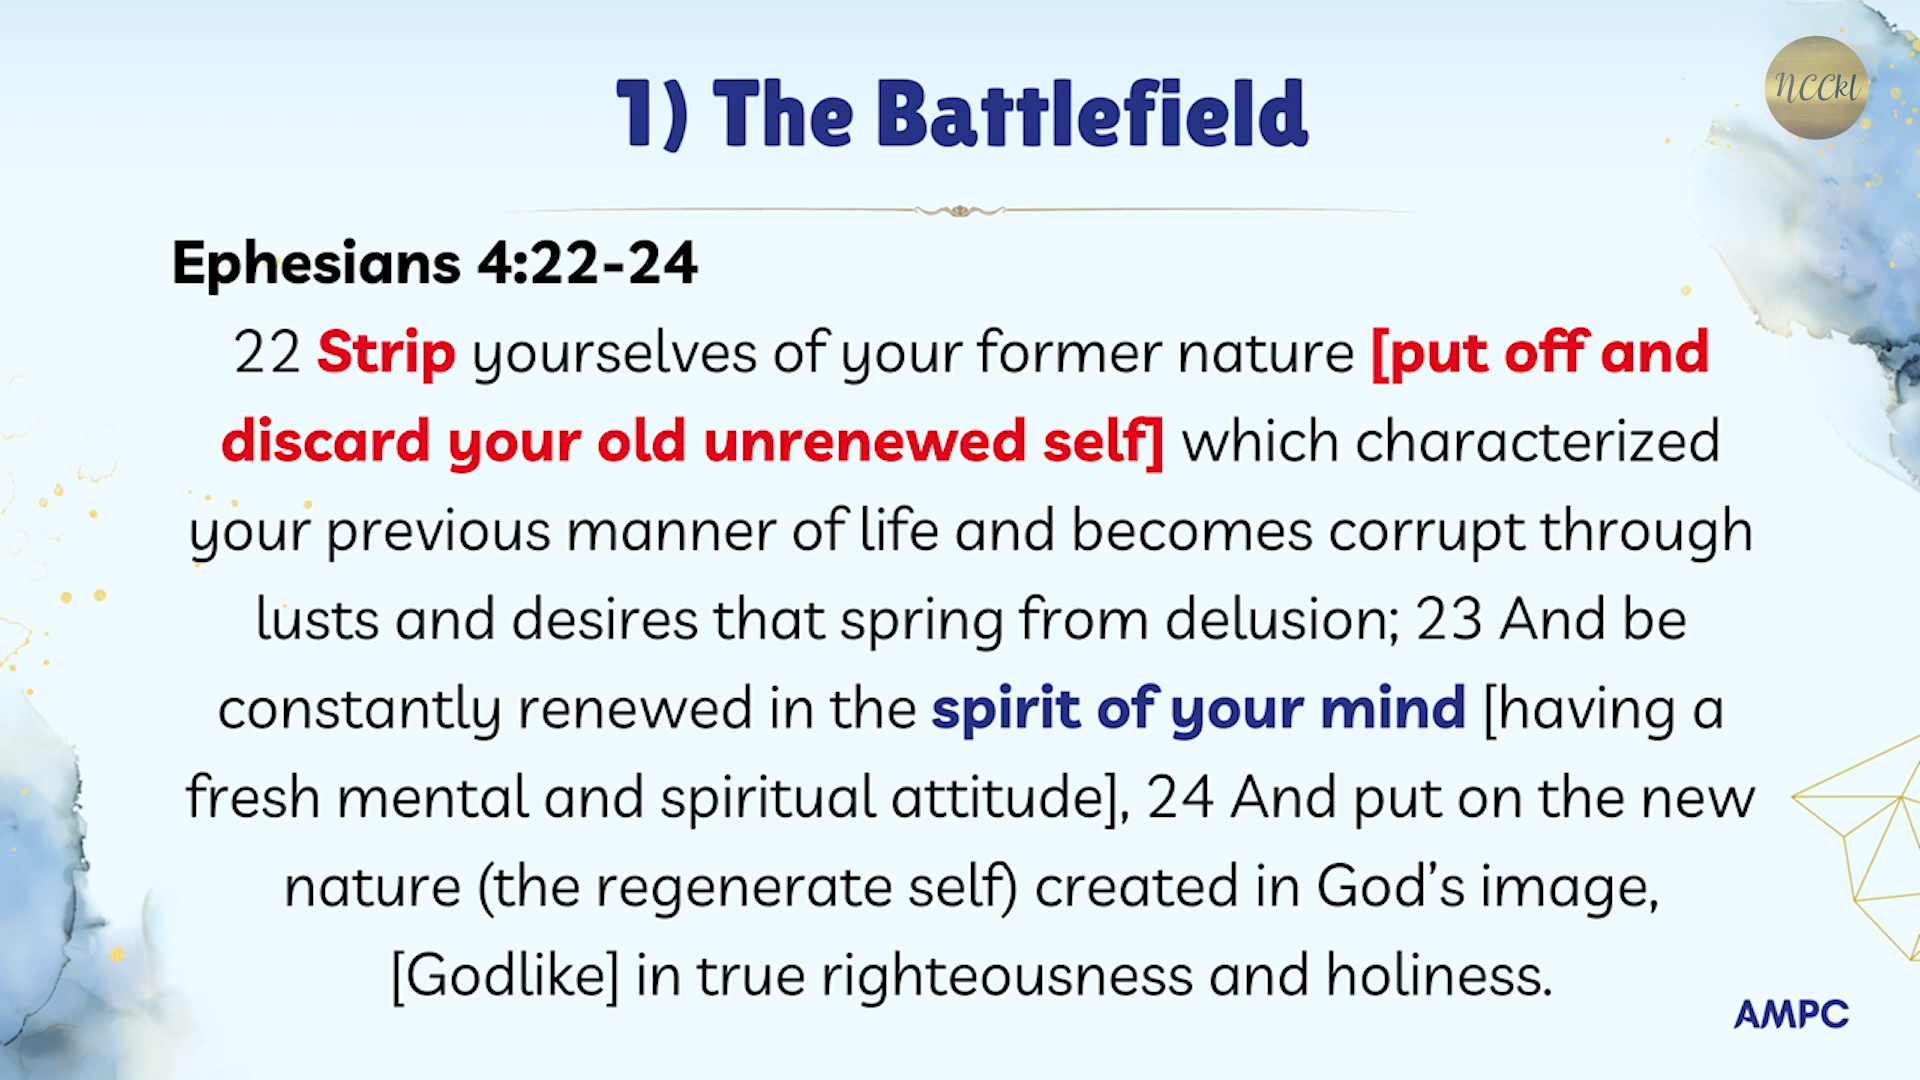 NCCkl
1) The Battlefield
Ephesians 4:22-24
22 Strip yourselves of your former nature [put off and
discard your old unrenewed self] which characterized
your previous manner of life and becomes corrupt through
lusts and desires that spring from delusion; 23 And be
constantly renewed in the spirit of your mind [having a
fresh mental and spiritual attitude], 24 And put on the new
nature (the regenerate self) created in God’s image,
[Godlike] in true righteousness and holiness.
AMPC